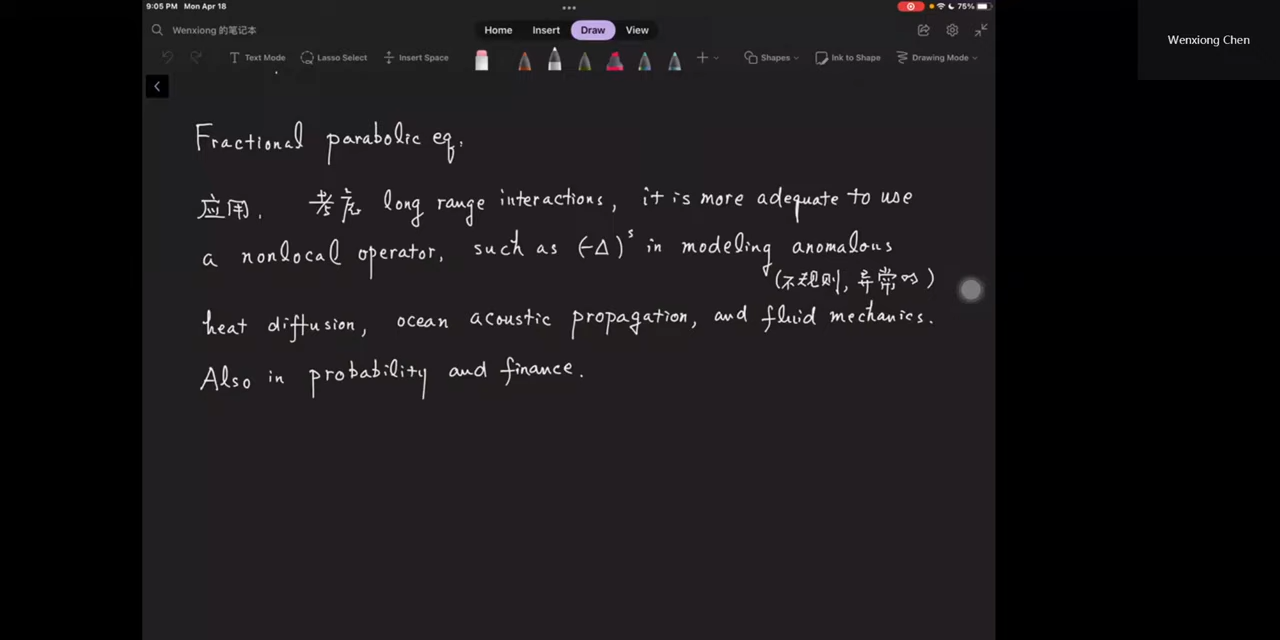 9:05 PM Mon Apr 18
75%
Wenxiong 的笔记本
Home Insert Draw View
Text Mode Lasso Select Insert Space Shapes Ink to Shape Drawing Mode
Wenxiong Chen
Fractional parabolic eq.
应用. 考虑 long range interactions, it is more adequate to use
a nonlocal operator, such as (-Δ)^s in modeling anomalous
(不规则, 异常的)
heat diffusion, ocean acoustic propagation, and fluid mechanics.
Also in probability and finance.